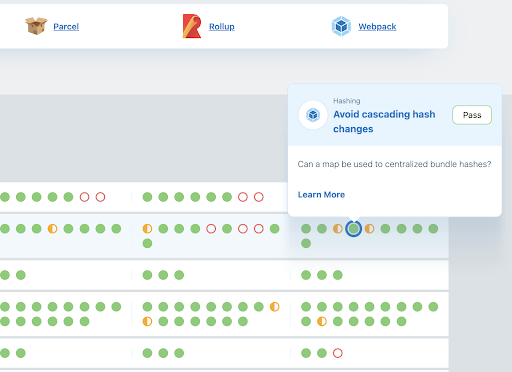 Parcel
Rollup
Webpack
Hashing
Avoid cascading hash
changes
Pass
Can a map be used to centralized bundle hashes?
Learn More